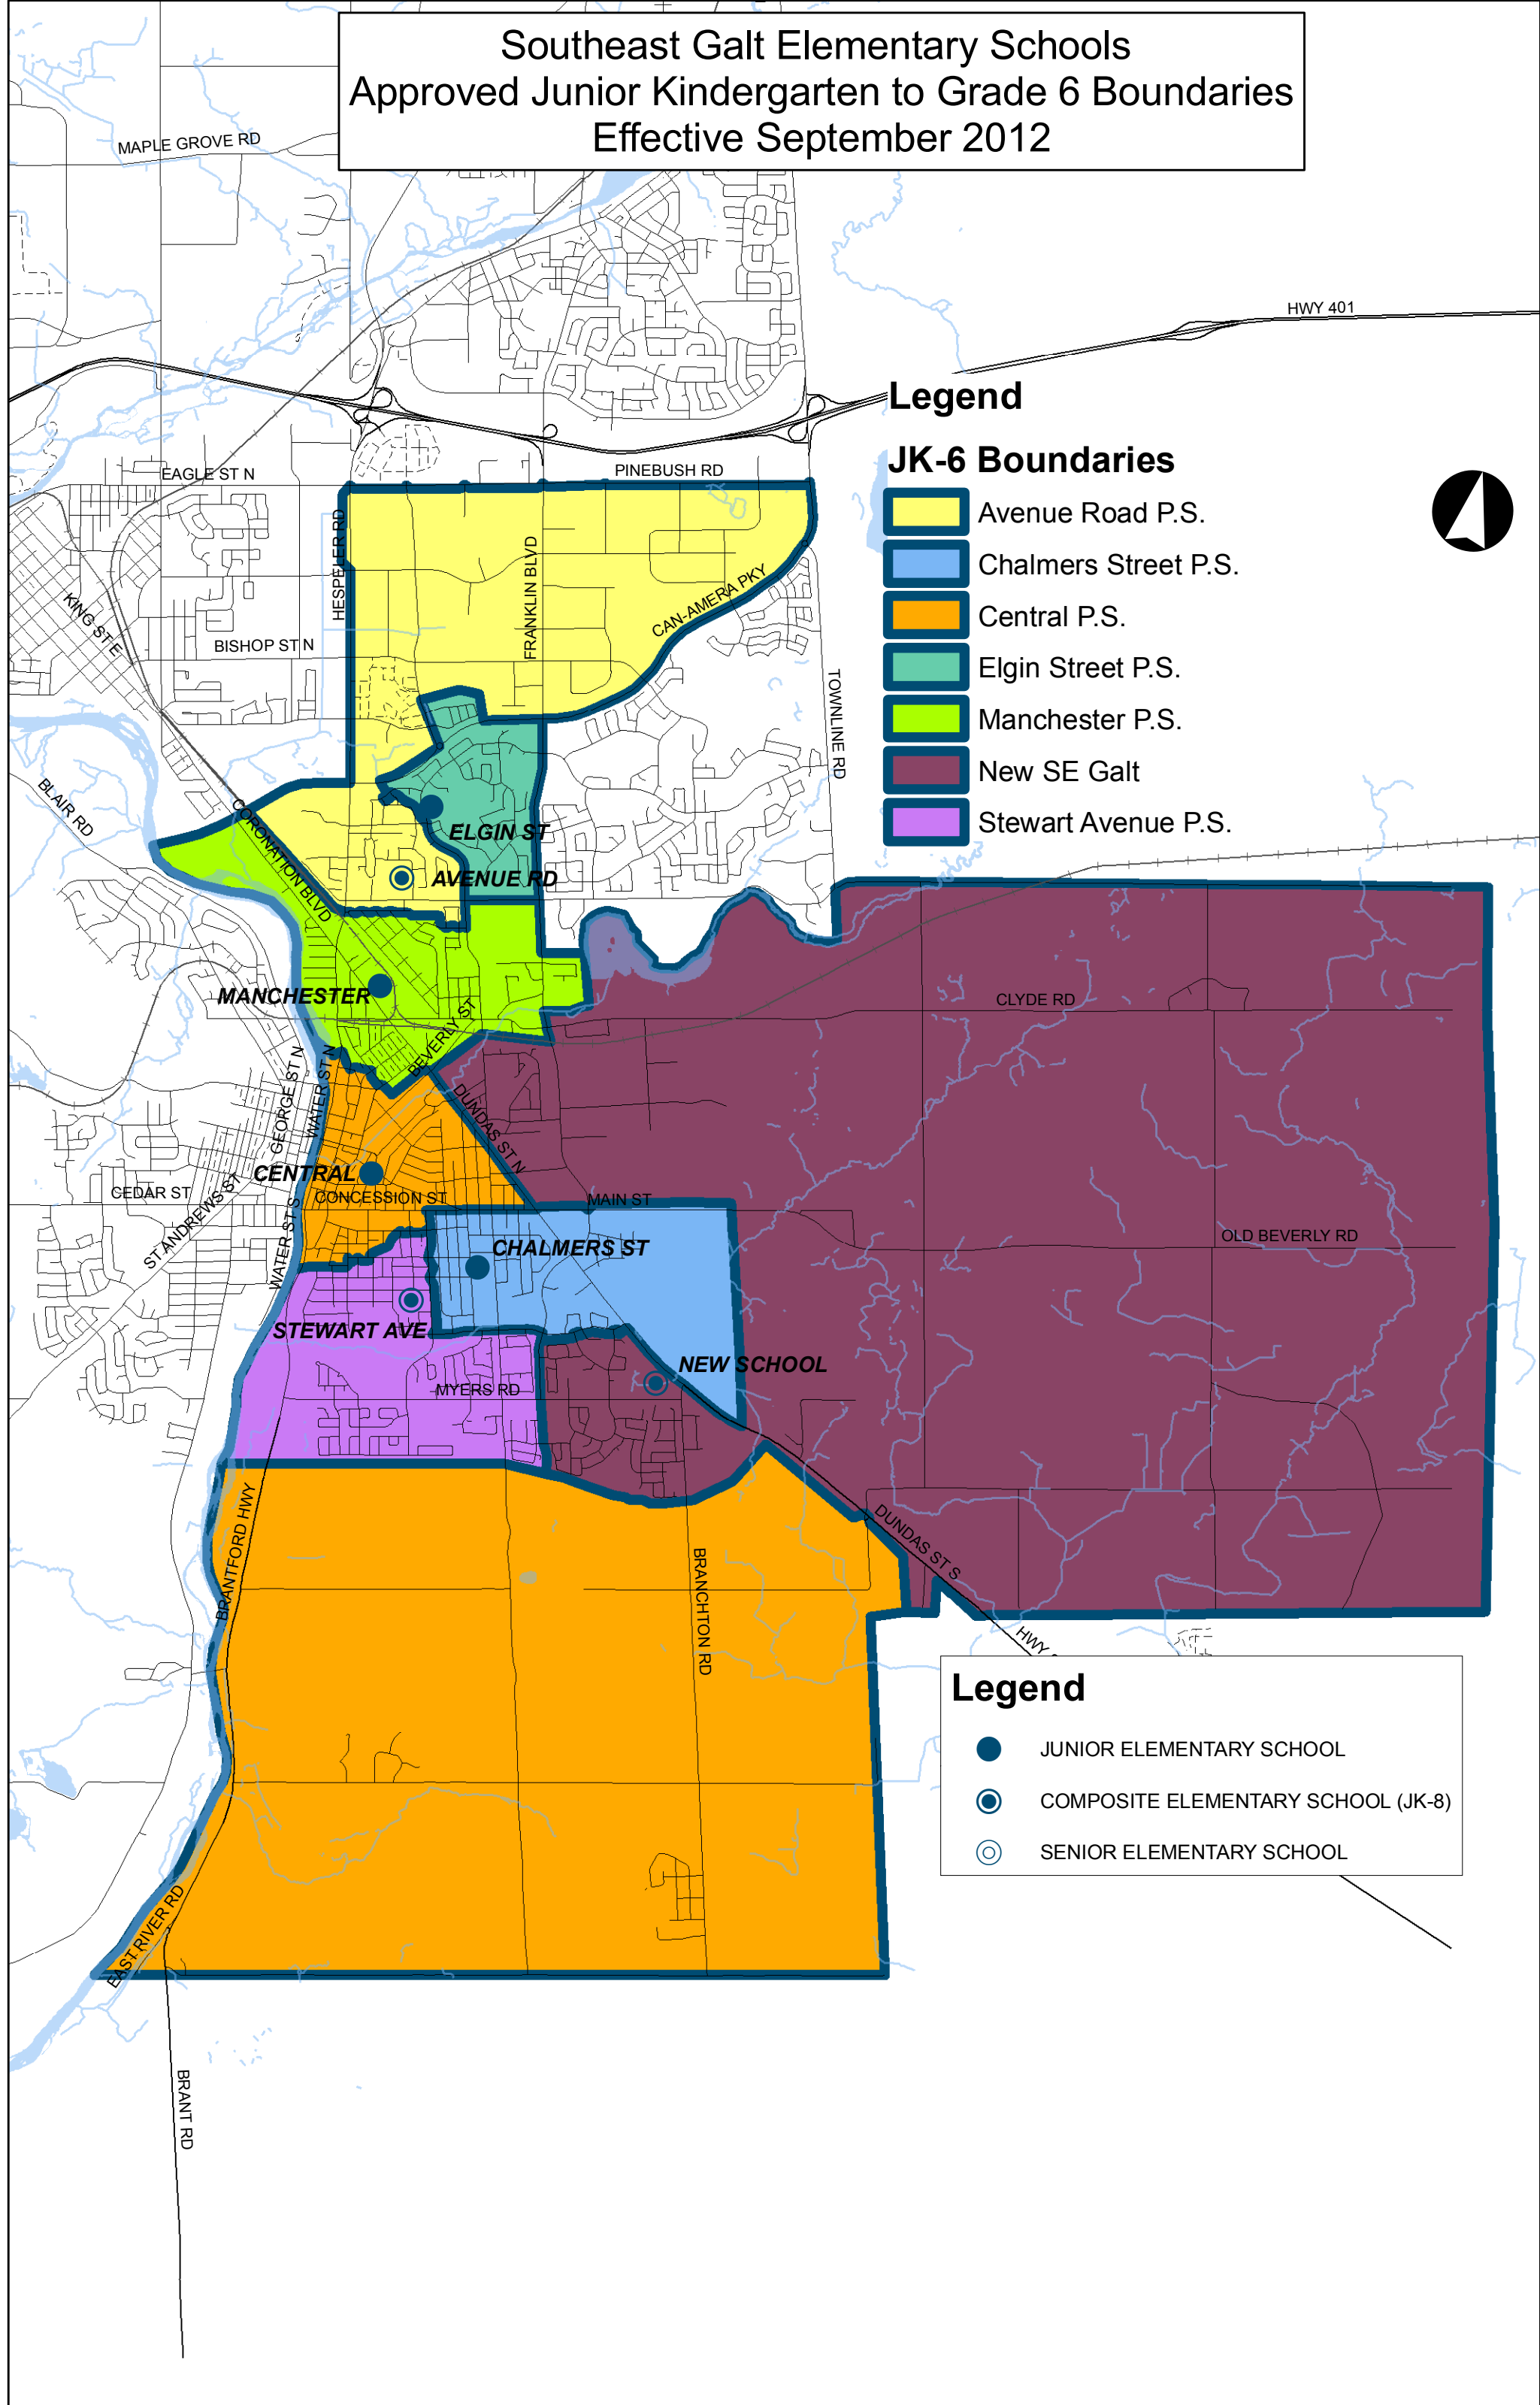 Southeast Galt Elementary Schools
Approved Junior Kindergarten to Grade 6 Boundaries
Effective September 2012
MAPLE GROVE RD
HWY 401
Legend
JK-6 Boundaries
Avenue Road P.S.
Chalmers Street P.S.
Central P.S.
Elgin Street P.S.
Manchester P.S.
New SE Galt
Stewart Avenue P.S.
EAGLE ST N
PINEBUSH RD
HESPELER RD
FRANKLIN BLVD
CAN-AMERA PKY
KING ST E
BISHOP ST N
TOWNLINE RD
BLAIR RD
CORONATION BLVD
ELGIN ST
AVENUE RD
MANCHESTER
CLYDE RD
BEVERLY ST
GEORGE ST N
WATER ST N
DUNDAS ST N
CENTRAL
CEDAR ST
CONCESSION ST
MAIN ST
ST ANDREWS ST
WATER ST S
OLD BEVERLY RD
CHALMERS ST
STEWART AVE
NEW SCHOOL
MYERS RD
BRANTFORD HWY
DUNDAS ST S
BRANCHTON RD
HWY
Legend
JUNIOR ELEMENTARY SCHOOL
COMPOSITE ELEMENTARY SCHOOL (JK-8)
SENIOR ELEMENTARY SCHOOL
EAST RIVER RD
BRANT RD